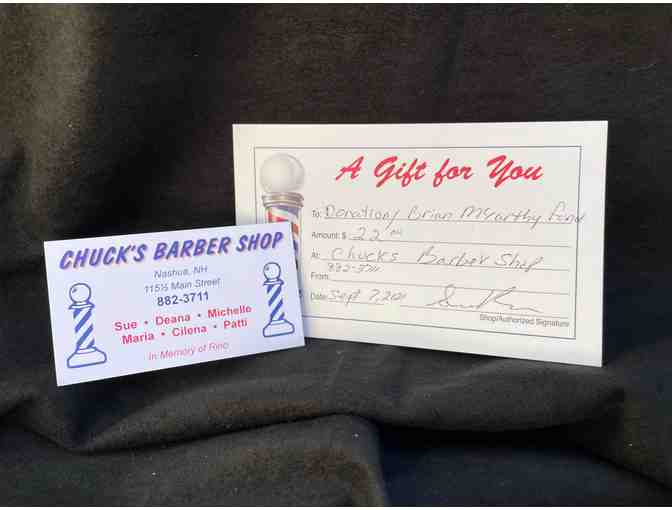 CHUCK'S BARBER SHOP
Nashua, NH
115½ Main Street
882-3711
Sue • Deana • Michelle
Maria • Cilena • Patti
In Memory of Rino
A Gift for You
To: Donation/ Brian McCarthy Fund
Amount: $ 22 00
At: Chucks Barber Shop
882-3711
From:
Date: Sept 7, 2021
Shop/Authorized Signature